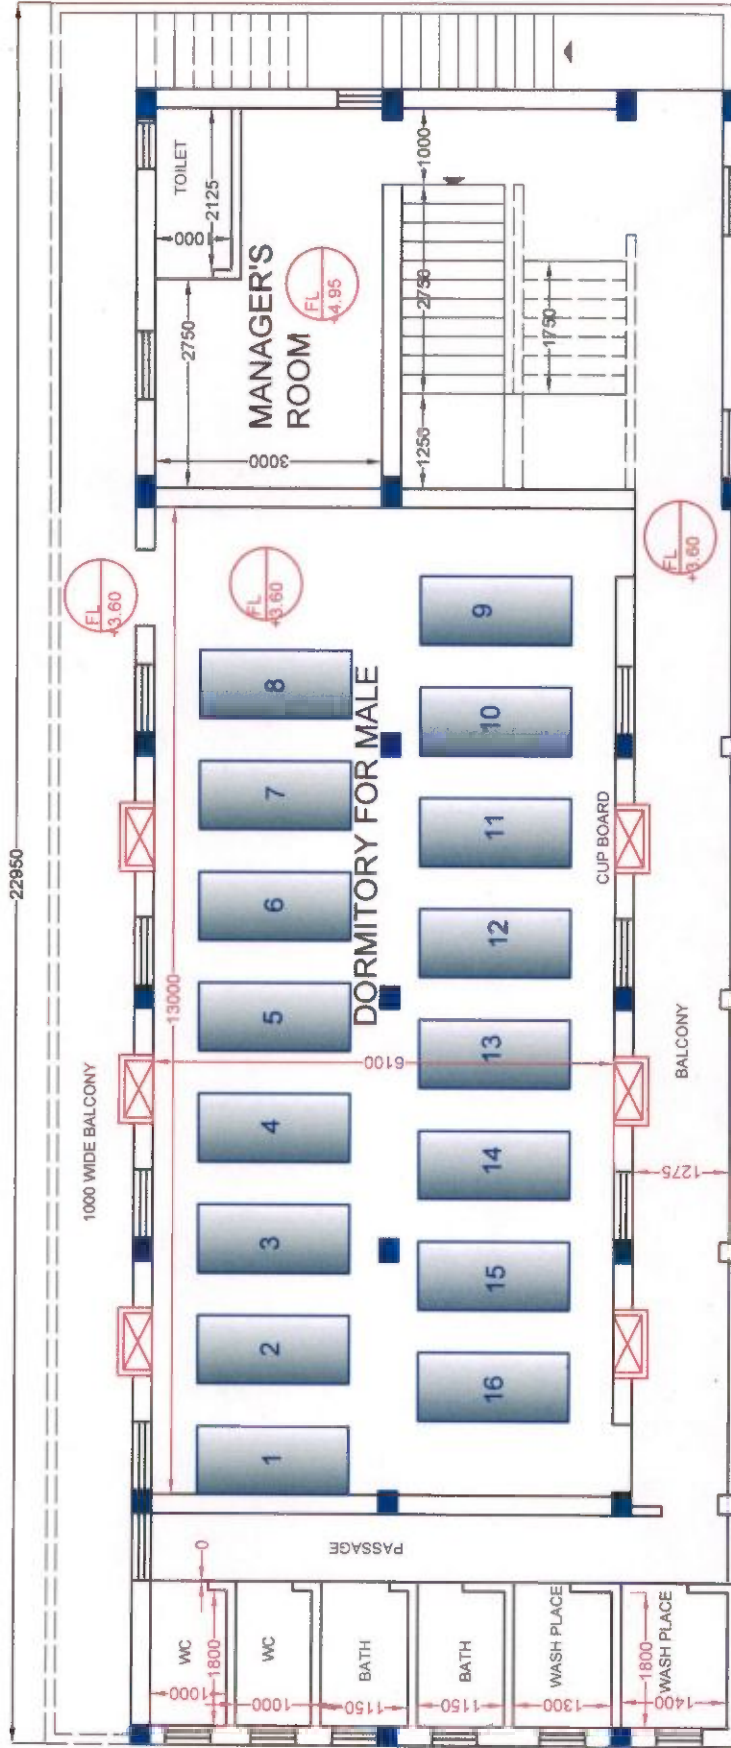 22950
1000 WIDE BALCONY
FL
+3.60
TOILET
2125
000
2750
MANAGER'S
ROOM
FL
+4.95
3000
1000
2750
1750
1250
FL
+3.60
13000
6100
DORMITORY FOR MALE
1
2
3
4
5
6
7
8
9
10
11
12
13
14
15
16
CUP BOARD
BALCONY
1275
FL
+3.60
PASSAGE
0
WC
1800
1000
WC
1000
BATH
1150
BATH
1150
WASH PLACE
1300
WASH PLACE
1800
1400